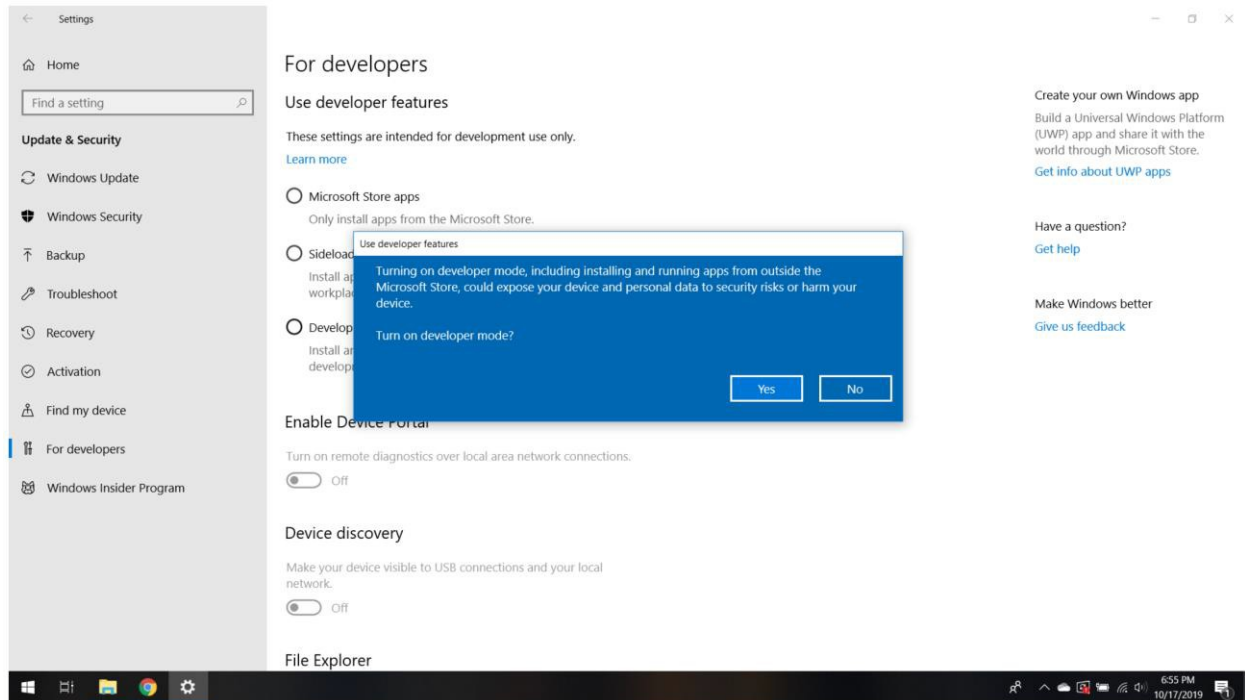 Settings
Home
Find a setting
Update & Security
Windows Update
Windows Security
Backup
Troubleshoot
Recovery
Activation
Find my device
For developers
Windows Insider Program
For developers
Use developer features
These settings are intended for development use only.
Learn more
Microsoft Store apps
Only install apps from the Microsoft Store.
Sideload
Install
workpla
Develop
Install
develop
Use developer features
Turning on developer mode, including installing and running apps from outside the
Microsoft Store, could expose your device and personal data to security risks or harm your
device.
Turn on developer mode?
Yes
No
Enable Device Portal
Turn on remote diagnostics over local area network connections.
Off
Device discovery
Make your device visible to USB connections and your local
network.
Off
File Explorer
Create your own Windows app
Build a Universal Windows Platform
(UWP) app and share it with the
world through Microsoft Store.
Get info about UWP apps
Have a question?
Get help
Make Windows better
Give us feedback
6:55 PM
10/17/2019